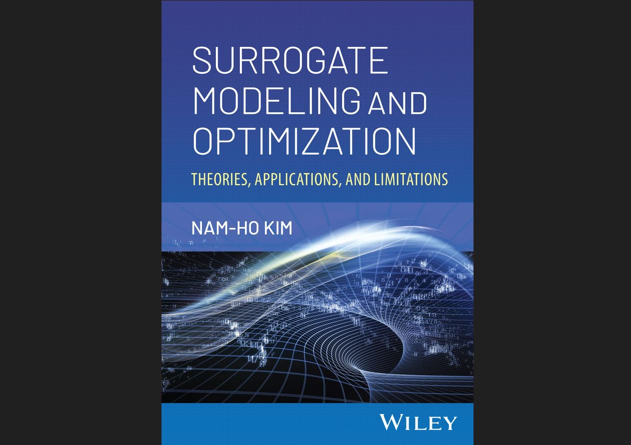 SURROGATE
MODELING AND
OPTIMIZATION
THEORIES, APPLICATIONS, AND LIMITATIONS
NAM-HO KIM
WILEY